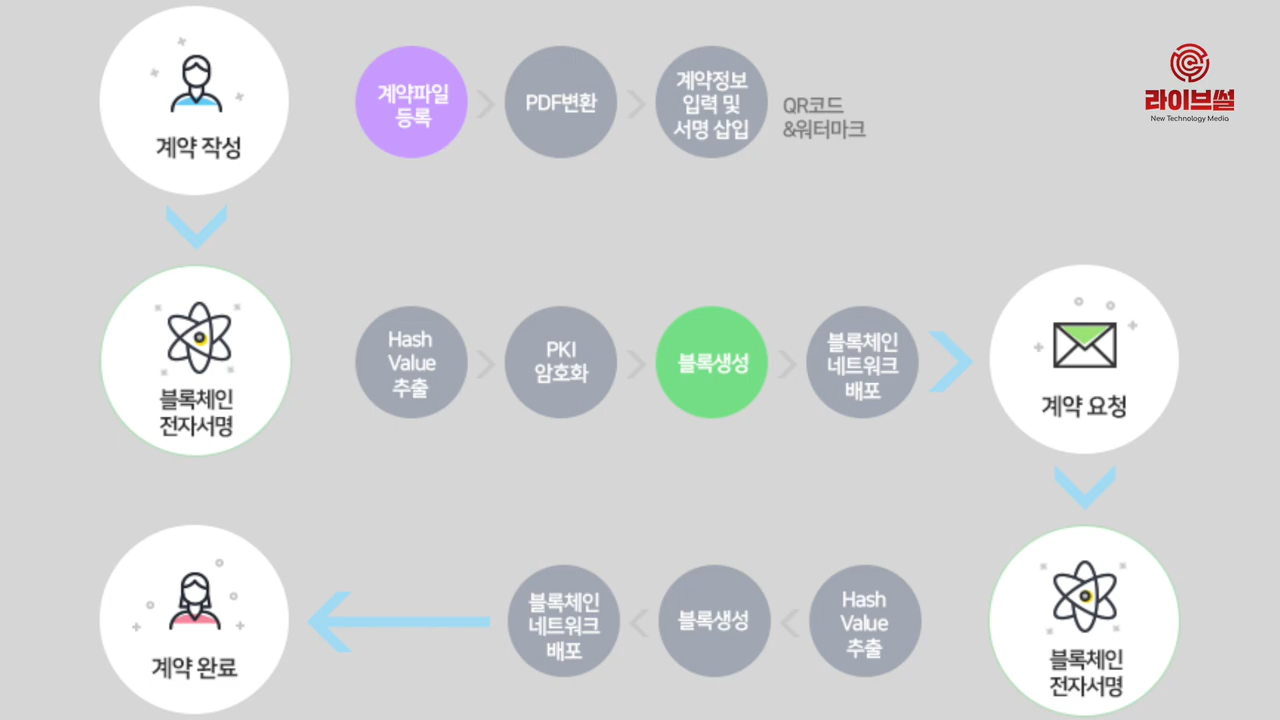 계약 작성
계약파일
등록
PDF변환
계약정보
입력 및
서명 삽입
QR코드
&워터마크
라이브썰
New Technology Media
블록체인
전자서명
Hash
Value
추출
PKI
암호화
블록생성
블록체인
네트워크
배포
계약 요청
계약 완료
블록체인
네트워크
배포
블록생성
Hash
Value
추출
블록체인
전자서명